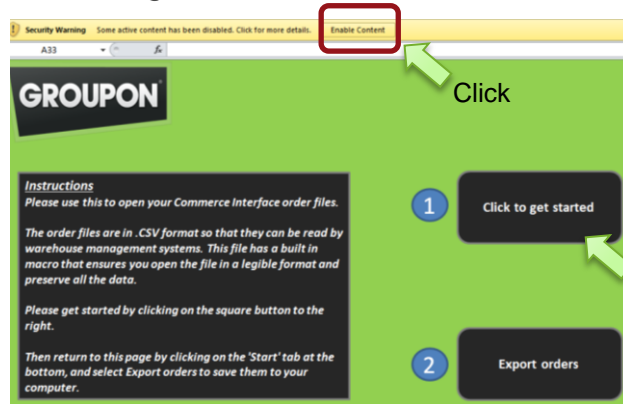 Security Warning Some active content has been disabled. Click for more details. Enable Content
A33 fx
Click
GROUPON
Instructions
Please use this to open your Commerce Interface order files.
The order files are in .CSV format so that they can be read by
warehouse management systems. This file has a built in
macro that ensures you open the file in a legible format and
preserve all the data.
Please get started by clicking on the square button to the
right.
Then return to this page by clicking on the 'Start' tab at the
bottom, and select Export orders to save them to your
computer.
1 Click to get started
2 Export orders